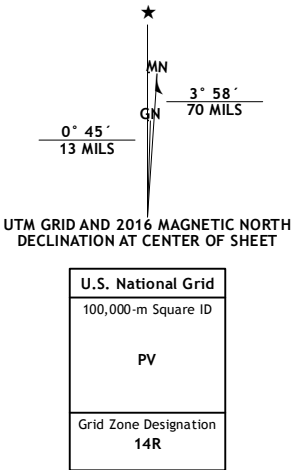 ★
MN
3° 58´
70 MILS
GN
0° 45´
13 MILS
UTM GRID AND 2016 MAGNETIC NORTH
DECLINATION AT CENTER OF SHEET
U.S. National Grid
100,000-m Square ID
PV
Grid Zone Designation
14R